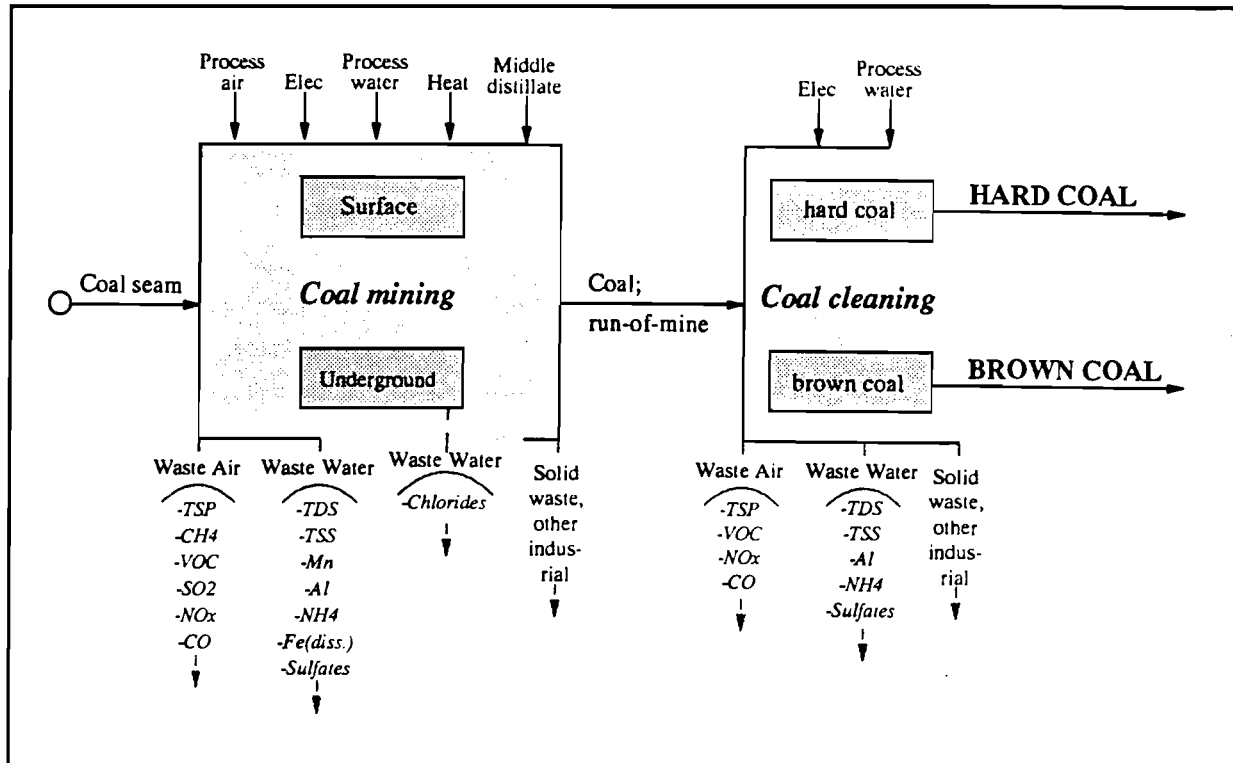 Process
air
Elec
Process
water
Heat
Middle
distillate
Elec
Process
water
Surface
hard coal
HARD COAL
Coal seam
Coal mining
Coal;
run-of-mine
Coal cleaning
Underground
brown coal
BROWN COAL
Waste Air
-TSP
-CH4
-VOC
-SO2
-NOx
-CO
Waste Water
-TDS
-TSS
-Mn
-Al
-NH4
-Fe(diss.)
-Sulfates
Waste Water
-Chlorides
Solid
waste,
other
indus-
rial
Waste Air
-TSP
-VOC
-NOx
-CO
Waste Water
-TDS
-TSS
-Al
-NH4
-Sulfates
Solid
waste,
other
indus-
rial